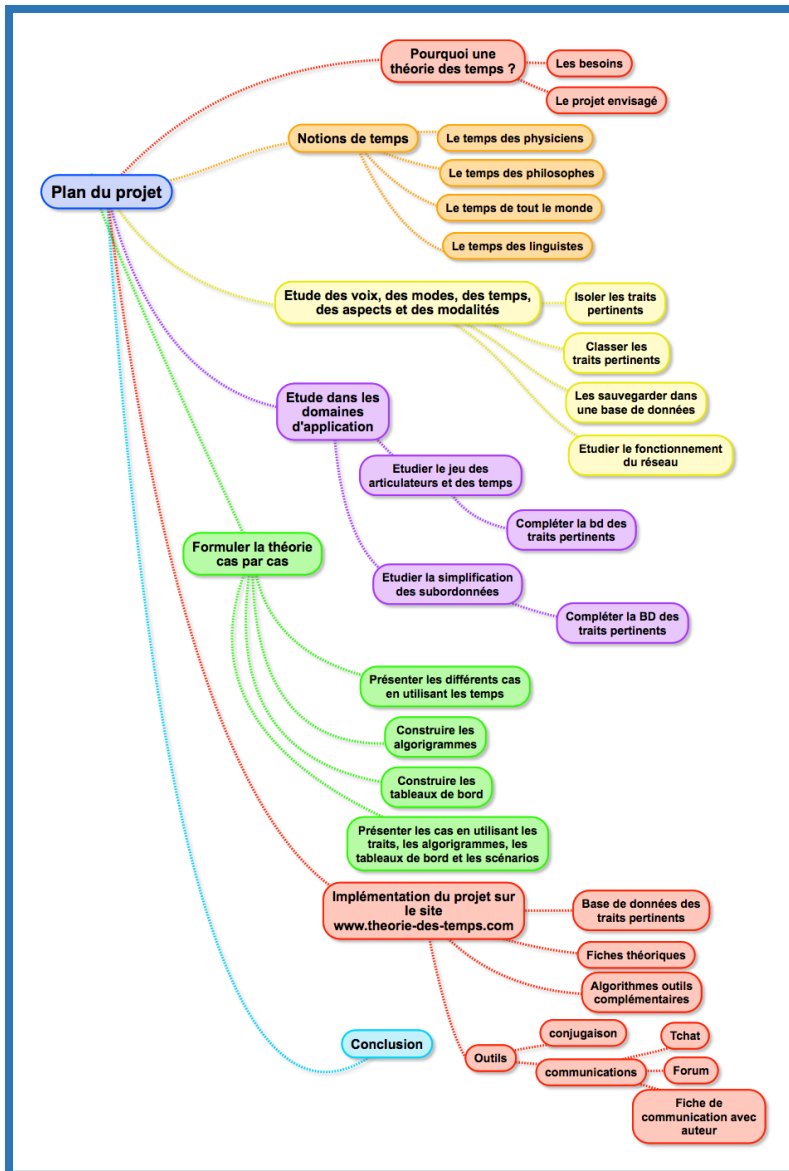 Pourquoi une
théorie des temps ?
Les besoins
Le projet envisagé
Notions de temps
Le temps des physiciens
Le temps des philosophes
Le temps de tout le monde
Le temps des linguistes
Plan du projet
Etude des voix, des modes, des temps,
des aspects et des modalités
Isoler les traits
pertinents
Classer les
traits pertinents
Les sauvegarder dans
une base de données
Etudier le fonctionnement
du réseau
Etude dans les
domaines
d'application
Etudier le jeu des
articulateurs et des temps
Compléter la bd des
traits pertinents
Etudier la simplification
des subordonnées
Compléter la BD des
traits pertinents
Formuler la théorie
cas par cas
Présenter les différents cas
en utilisant les temps
Construire les
algorigrammes
Construire les
tableaux de bord
Présenter les cas en utilisant les
traits, les algorigrammes, les
tableaux de bord et les scénarios
Implémentation du projet sur
le site
www.theorie-des-temps.com
Base de données des
traits pertinents
Fiches théoriques
Algorithmes outils
complémentaires
Outils
conjugaison
communications
Tchat
Forum
Fiche de
communication avec
auteur
Conclusion